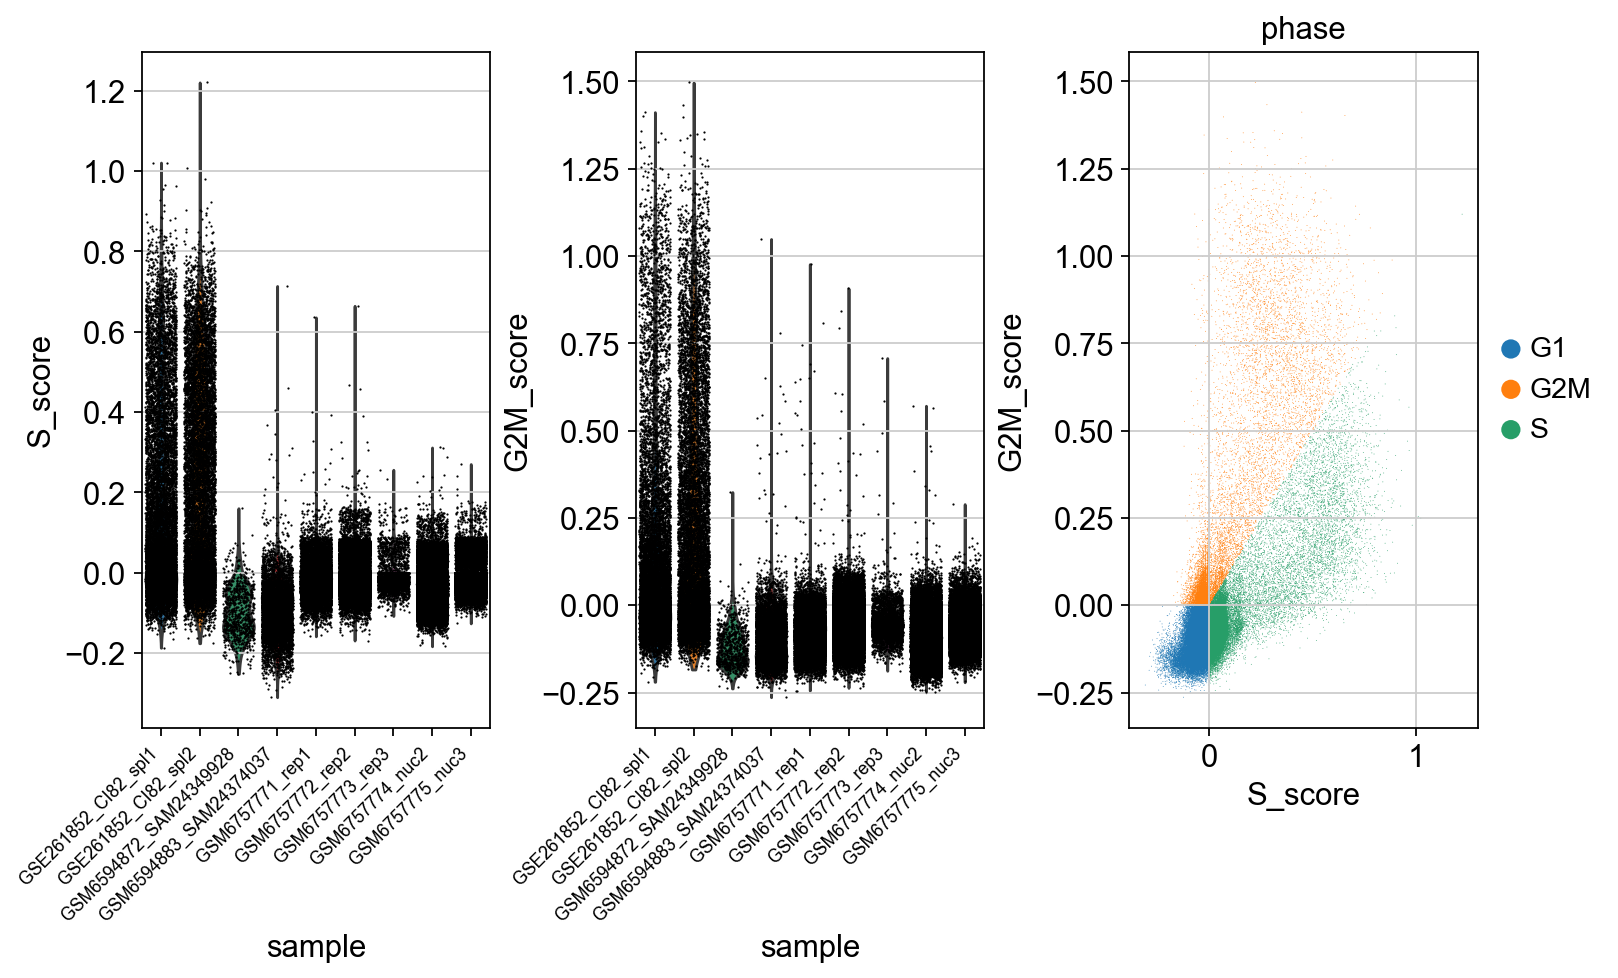 phase
S_score
1.2
1.0
0.8
0.6
0.4
0.2
0.0
−0.2
GSE261852_CI82_spl1
GSE261852_CI82_spl2
GSM6594872_SAM24349928
GSM6594883_SAM24374037
GSM6757771_rep1
GSM6757772_rep2
GSM6757773_rep3
GSM6757774_nuc2
GSM6757775_nuc3
sample
G2M_score
1.50
1.25
1.00
0.75
0.50
0.25
0.00
−0.25
GSE261852_CI82_spl1
GSE261852_CI82_spl2
GSM6594872_SAM24349928
GSM6594883_SAM24374037
GSM6757771_rep1
GSM6757772_rep2
GSM6757773_rep3
GSM6757774_nuc2
GSM6757775_nuc3
sample
G2M_score
1.50
1.25
1.00
0.75
0.50
0.25
0.00
−0.25
0 1
S_score
G1
G2M
S